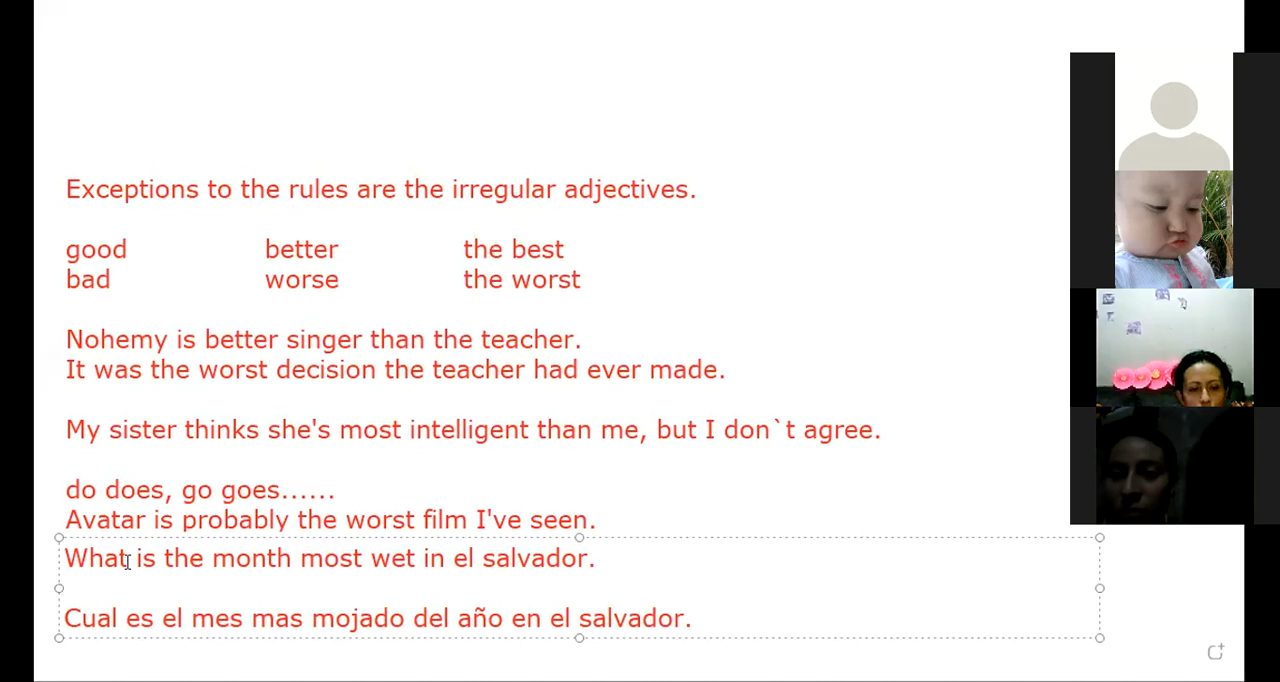 Exceptions to the rules are the irregular adjectives.
good better the best
bad worse the worst
Nohemy is better singer than the teacher.
It was the worst decision the teacher had ever made.
My sister thinks she's most intelligent than me, but I don`t agree.
do does, go goes......
Avatar is probably the worst film I've seen.
What is the month most wet in el salvador.
Cual es el mes mas mojado del año en el salvador.